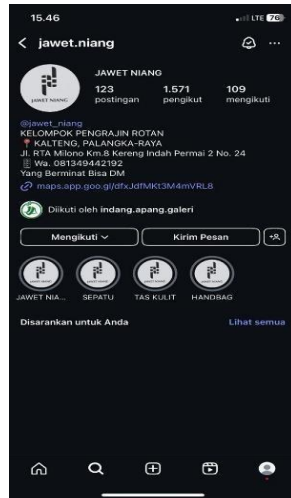 15.46
LTE 76
jawet.niang
JAWET NIANG
JAWET NIANG
123 1.571 109
postingan pengikut mengikuti
@jawet_niang
KELOMPOK PENGRAJIN ROTAN
KALTENG, PALANGKA-RAYA
Jl. RTA Milono Km.8 Kereng Indah Permai 2 No. 24
Wa. 081349442192
Yang Berminat Bisa DM
maps.app.goo.gl/dfxJdfMKt3M4mVRL8
Diikuti oleh indang.apang.galeri
Mengikuti Kirim Pesan
JAWET NIA... SEPATU TAS KULIT HANDBAG
Disarankan untuk Anda Lihat semua